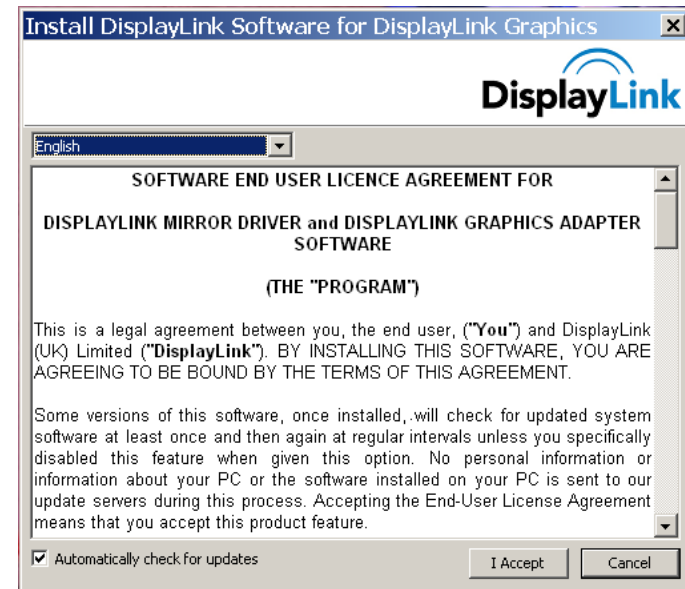 Install DisplayLink Software for DisplayLink Graphics
DisplayLink
English
SOFTWARE END USER LICENCE AGREEMENT FOR
DISPLAYLINK MIRROR DRIVER and DISPLAYLINK GRAPHICS ADAPTER
SOFTWARE
(THE "PROGRAM")
This is a legal agreement between you, the end user, ("You") and DisplayLink
(UK) Limited ("DisplayLink"). BY INSTALLING THIS SOFTWARE, YOU ARE
AGREEING TO BE BOUND BY THE TERMS OF THIS AGREEMENT.
Some versions of this software, once installed, will check for updated system
software at least once and then again at regular intervals unless you specifically
disabled this feature when given this option. No personal information or
information about your PC or the software installed on your PC is sent to our
update servers during this process. Accepting the End-User License Agreement
means that you accept this product feature.
Automatically check for updates
I Accept
Cancel